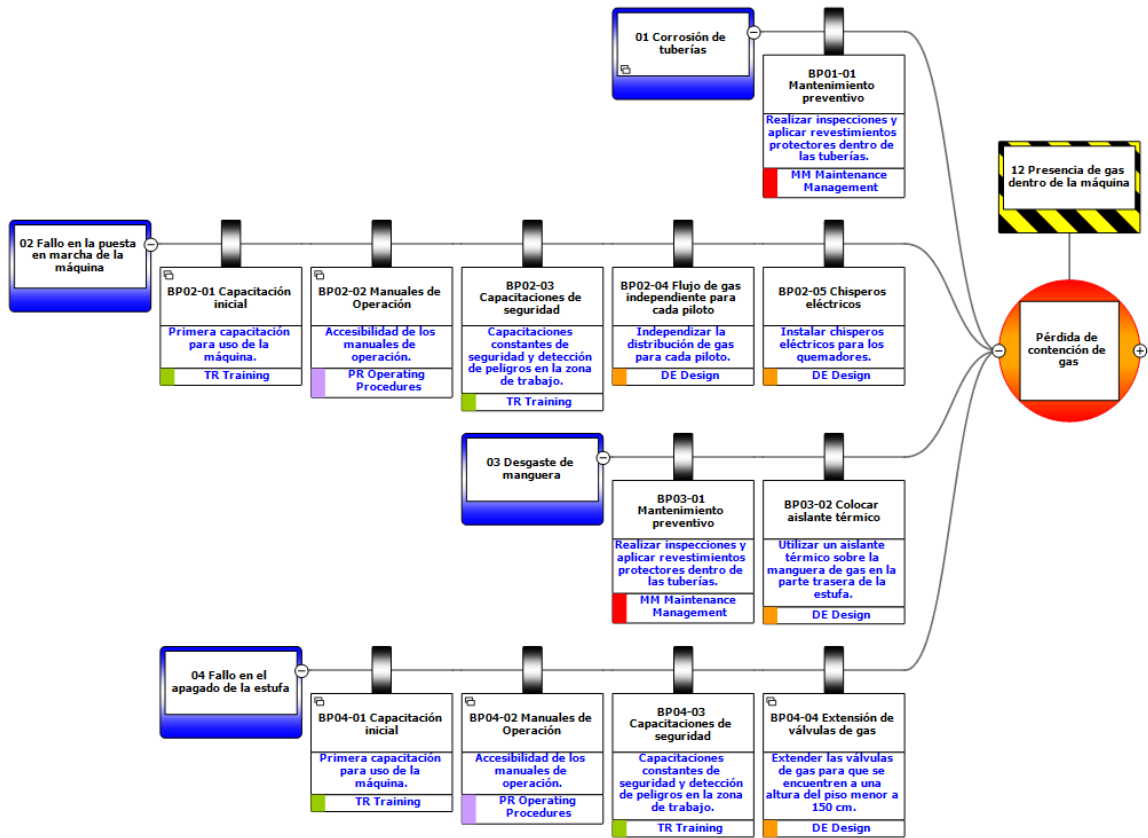 01 Corrosión de
tuberías
BP01-01
Mantenimiento
preventivo
Realizar inspecciones y
aplicar revestimientos
protectores dentro de
las tuberías.
MM Maintenance
Management
12 Presencia de gas
dentro de la máquina
Pérdida de
contención de
gas
02 Fallo en la puesta
en marcha de la
máquina
BP02-01 Capacitación
inicial
Primera capacitación
para uso de la
máquina.
TR Training
BP02-02 Manuales de
Operación
Accesibilidad de los
manuales de
operación.
PR Operating
Procedures
BP02-03
Capacitaciones de
seguridad
Capacitaciones
constantes de
seguridad y detección
de peligros en la zona
de trabajo.
TR Training
BP02-04 Flujo de gas
independiente para
cada piloto
Independizar la
distribución de gas
para cada piloto.
DE Design
BP02-05 Chisperos
eléctricos
Instalar chisperos
eléctricos para los
quemadores.
DE Design
03 Desgaste de
manguera
BP03-01
Mantenimiento
preventivo
Realizar inspecciones y
aplicar revestimientos
protectores dentro de
las tuberías.
MM Maintenance
Management
BP03-02 Colocar
aislante térmico
Utilizar un aislante
térmico sobre la
manguera de gas en la
parte trasera de la
estufa.
DE Design
04 Fallo en el
apagado de la estufa
BP04-01 Capacitación
inicial
Primera capacitación
para uso de la
máquina.
TR Training
BP04-02 Manuales de
Operación
Accesibilidad de los
manuales de
operación.
PR Operating
Procedures
BP04-03
Capacitaciones de
seguridad
Capacitaciones
constantes de
seguridad y detección
de peligros en la zona
de trabajo.
TR Training
BP04-04 Extensión de
válvulas de gas
Extender las válvulas
de gas para que se
encuentren a una
altura del piso menor a
150 cm.
DE Design